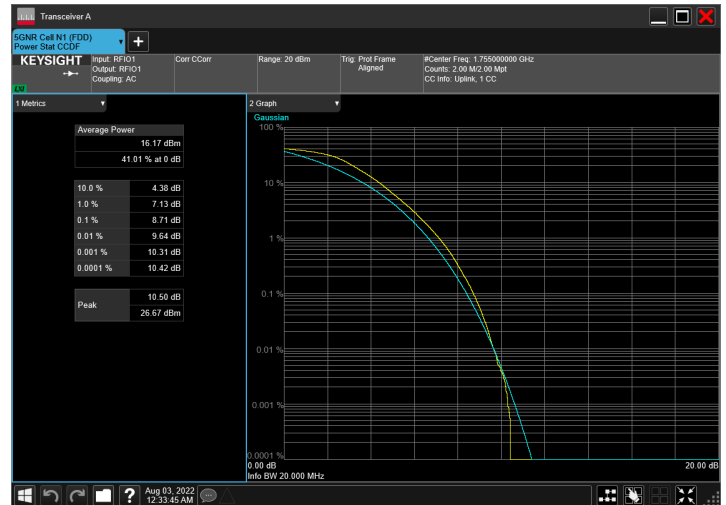 Transceiver A
5GNR Cell N1 (FDD)
Power Stat CCDF
KEYSIGHT
LXI
Input: RFIO1
Output: RFIO1
Coupling: AC
Corr CCorr
Range: 20 dBm
Trig: Prot Frame
Aligned
#Center Freq: 1.755000000 GHz
Counts: 2.00 M/2.00 Mpt
CC Info: Uplink, 1 CC
1 Metrics
Average Power
16.17 dBm
41.01 % at 0 dB
10.0 % 4.38 dB
1.0 % 7.13 dB
0.1 % 8.71 dB
0.01 % 9.64 dB
0.001 % 10.31 dB
0.0001 % 10.42 dB
Peak
10.50 dB
26.67 dBm
2 Graph
Gaussian
100 %
10 %
1 %
0.1 %
0.01 %
0.001 %
0.0001 %
0.00 dB
20.00 dB
Info BW 20.000 MHz
?
Aug 03, 2022
12:33:45 AM